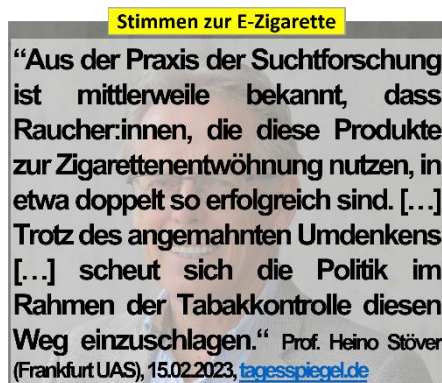 Stimmen zur E-Zigarette
“Aus der Praxis der Suchtforschung
ist mittlerweile bekannt, dass
Raucher:innen, die diese Produkte
zur Zigarettenentwöhnung nutzen, in
etwa doppelt so erfolgreich sind. […]
Trotz des angemahnten Umdenkens
[…] scheut sich die Politik im
Rahmen der Tabakkontrolle diesen
Weg einzuschlagen.“ Prof. Heino Stöver
(Frankfurt UAS), 15.02.2023, tagesspiegel.de